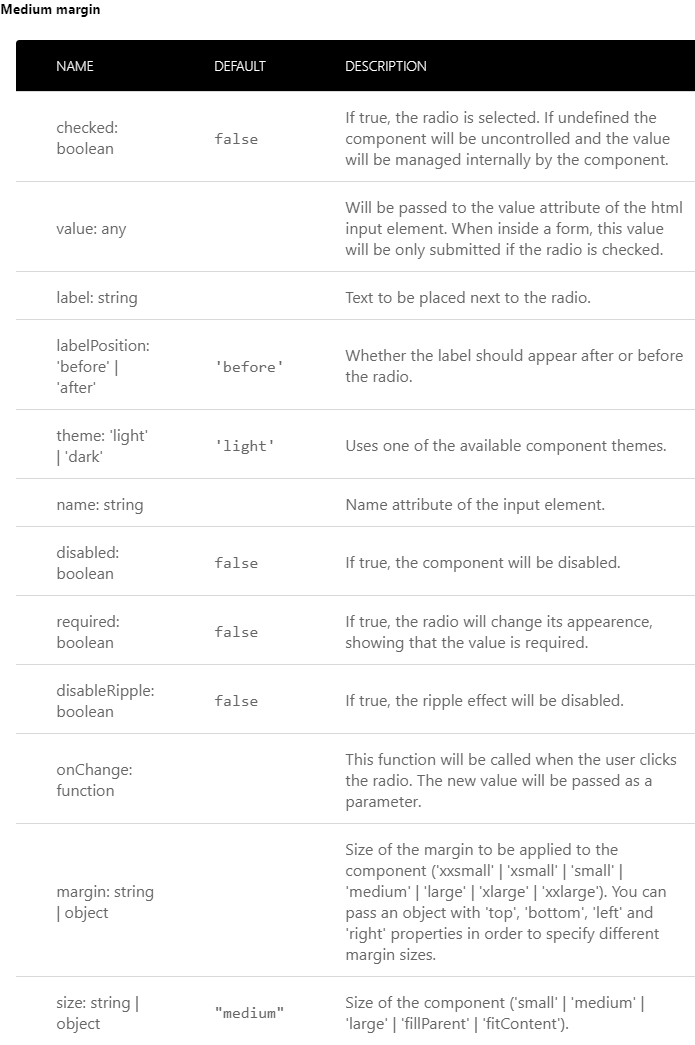 Medium margin
NAME DEFAULT DESCRIPTION
checked:
boolean
false
If true, the radio is selected. If undefined the
component will be uncontrolled and the value
will be managed internally by the component.
value: any
Will be passed to the value attribute of the html
input element. When inside a form, this value
will be only submitted if the radio is checked.
label: string
Text to be placed next to the radio.
labelPosition:
'before' |
'after'
'before'
Whether the label should appear after or before
the radio.
theme: 'light'
| 'dark'
'light'
Uses one of the available component themes.
name: string
Name attribute of the input element.
disabled:
boolean
false
If true, the component will be disabled.
required:
boolean
false
If true, the radio will change its appearence,
showing that the value is required.
disableRipple:
boolean
false
If true, the ripple effect will be disabled.
onChange:
function
This function will be called when the user clicks
the radio. The new value will be passed as a
parameter.
margin: string
| object
Size of the margin to be applied to the
component ('xxsmall' | 'xsmall' | 'small' |
'medium' | 'large' | 'xlarge' | 'xxlarge'). You can
pass an object with 'top', 'bottom', 'left' and
'right' properties in order to specify different
margin sizes.
size: string |
object
"medium"
Size of the component ('small' | 'medium' |
'large' | 'fillParent' | 'fitContent').